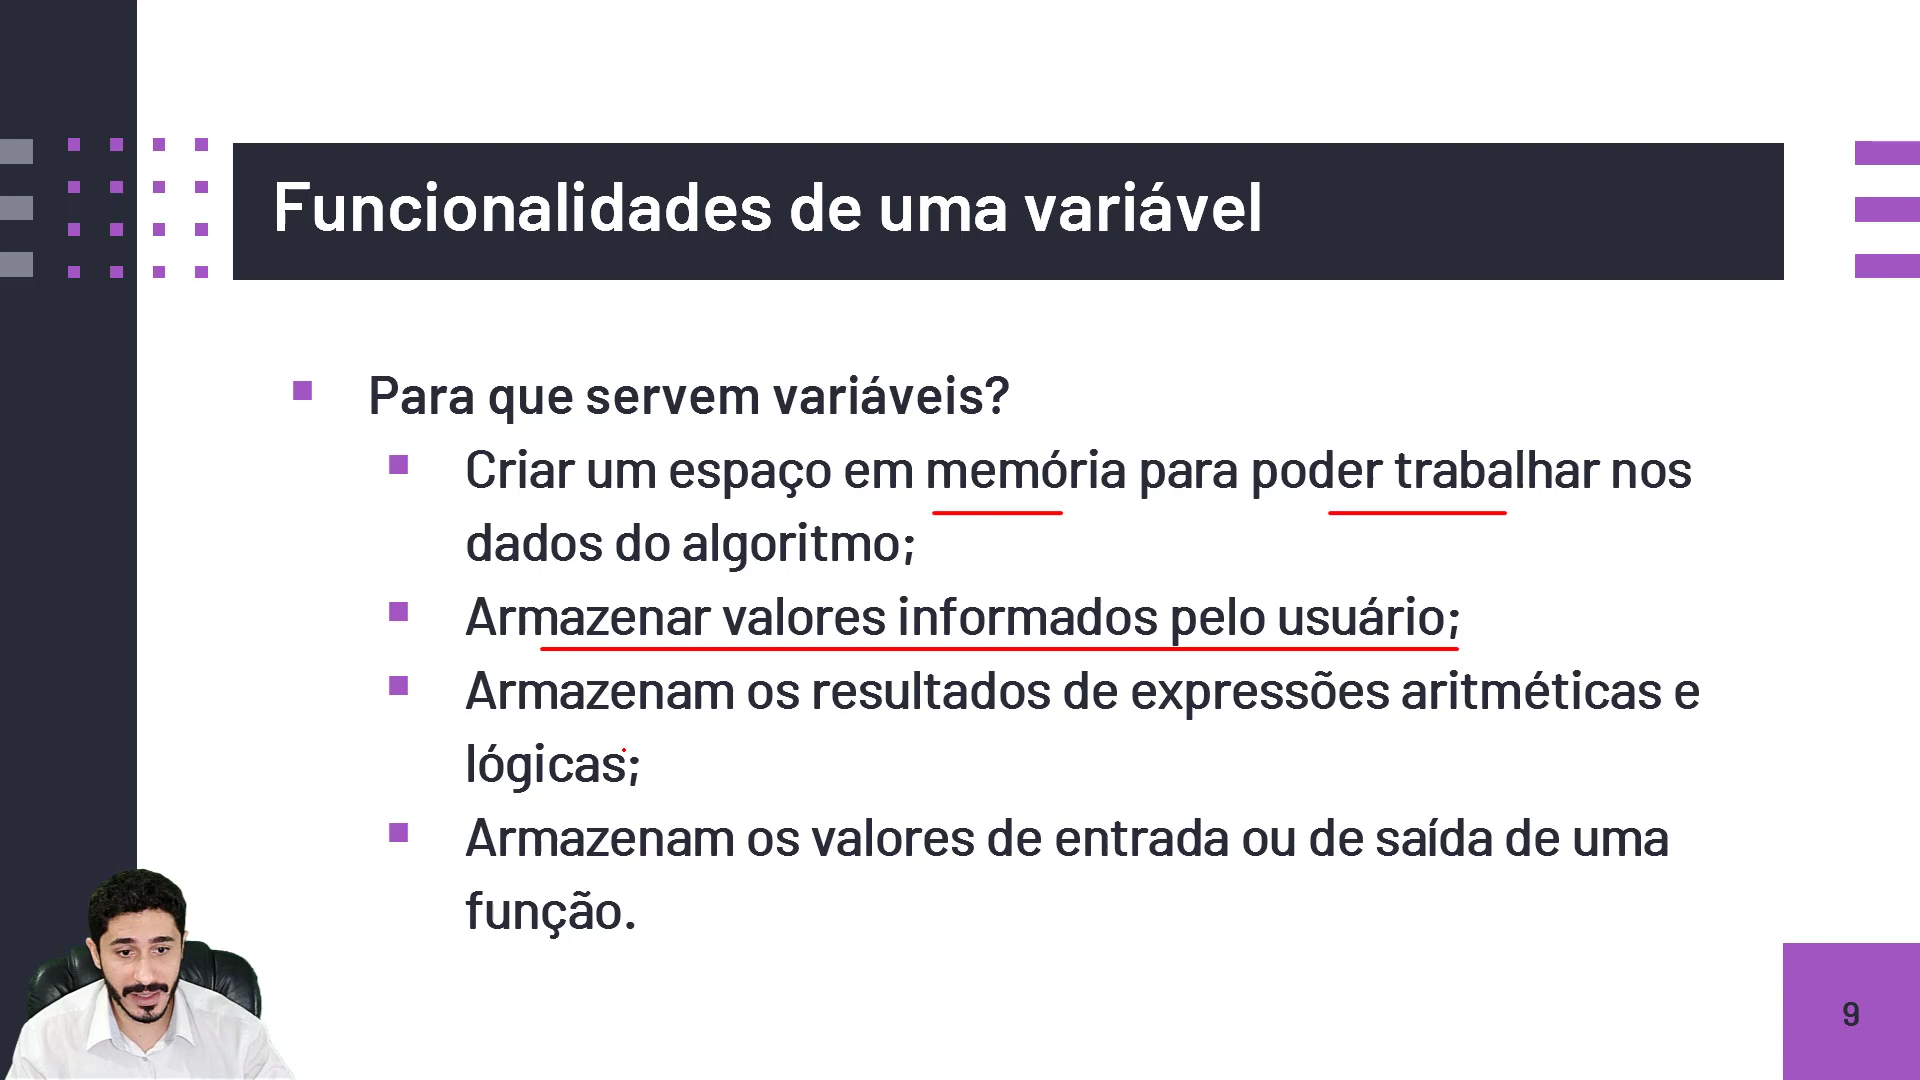 Funcionalidades de uma variável
Para que servem variáveis?
Criar um espaço em memória para poder trabalhar nos
dados do algoritmo;
Armazenar valores informados pelo usuário;
Armazenam os resultados de expressões aritméticas e
lógicas;
Armazenam os valores de entrada ou de saída de uma
função.
9